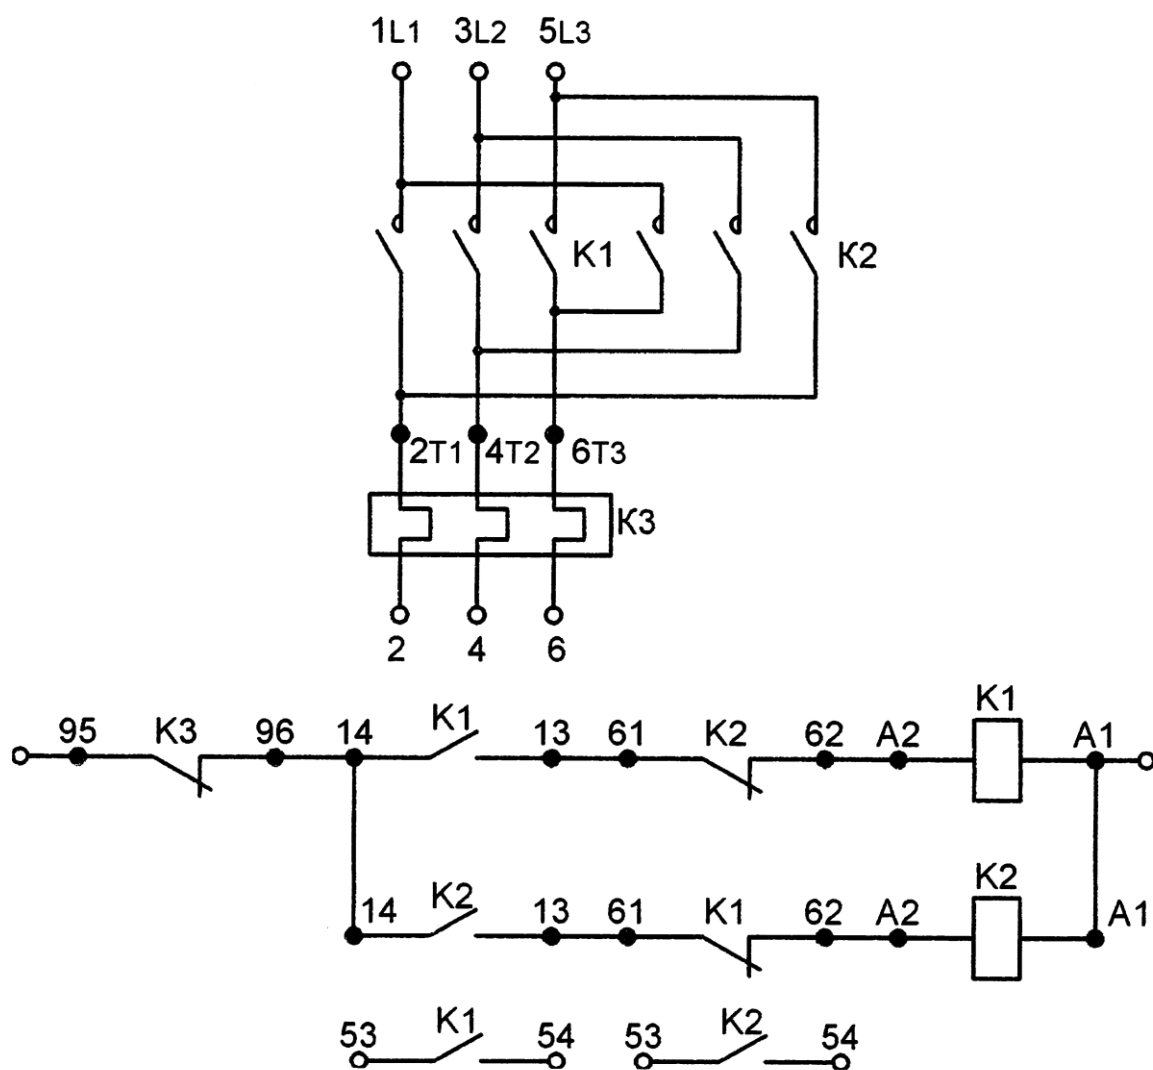 1L1 3L2 5L3
K1 K2
2T1 4T2 6T3
K3
2 4 6
95 K3 96 14 K1 13 61 K2 62 A2 K1 A1
14 K2 13 61 K1 62 A2 K2 A1
53 K1 54 53 K2 54